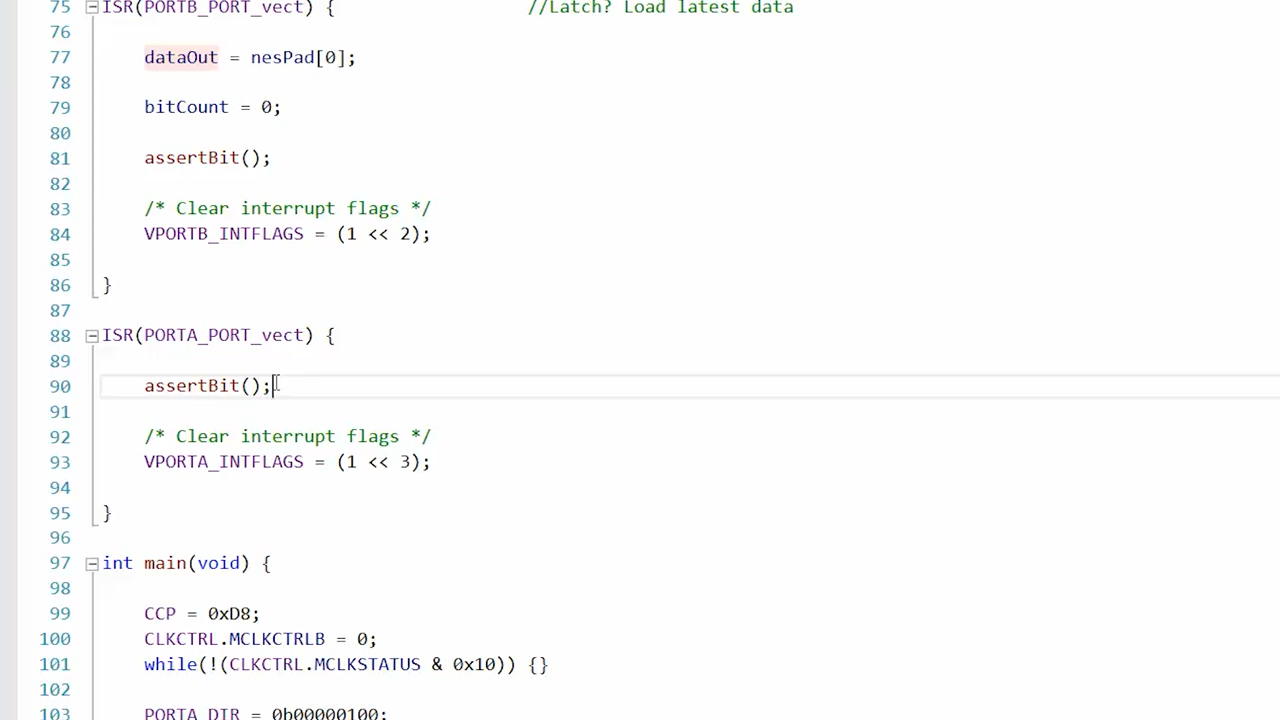 75 ISR(PORTB_PORT_vect) { //Latch? Load latest data
76
77 dataOut = nesPad[0];
78
79 bitCount = 0;
80
81 assertBit();
82
83 /* Clear interrupt flags */
84 VPORTB_INTFLAGS = (1 << 2);
85
86 }
87
88 ISR(PORTA_PORT_vect) {
89
90 assertBit();
91
92 /* Clear interrupt flags */
93 VPORTA_INTFLAGS = (1 << 3);
94
95 }
96
97 int main(void) {
98
99 CCP = 0xD8;
100 CLKCTRL.MCLKCTRLB = 0;
101 while(!(CLKCTRL.MCLKSTATUS & 0x10)) {}
102
103 PORTA_DIR = 0b00000100;